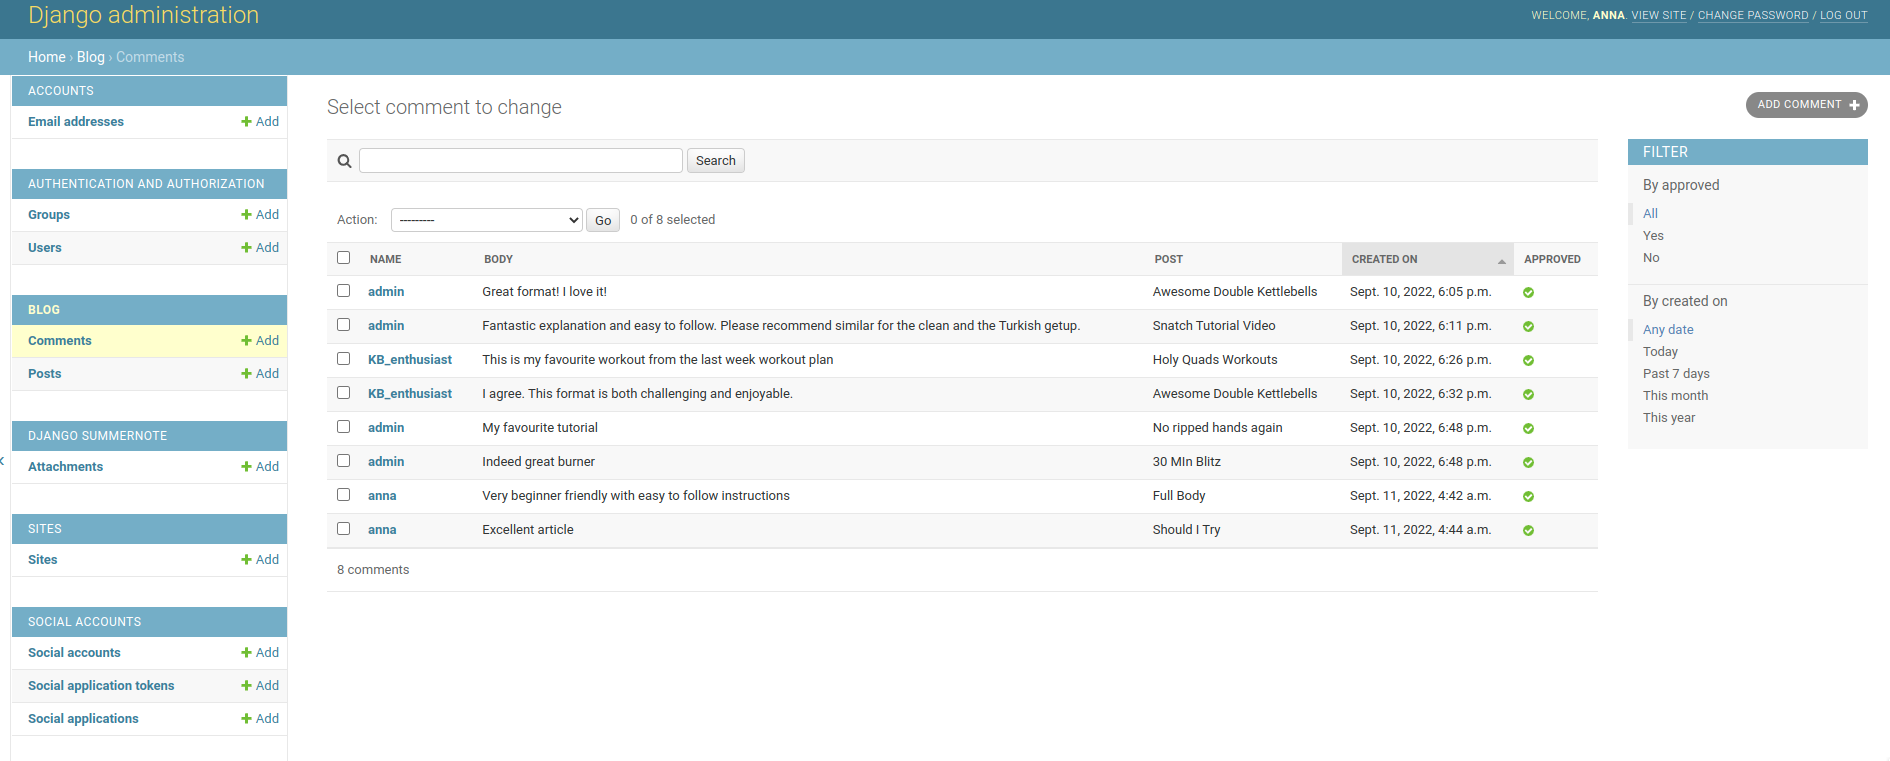 Django administration
WELCOME, ANNA. VIEW SITE / CHANGE PASSWORD / LOG OUT
Home › Blog › Comments
ACCOUNTS
Email addresses Add
AUTHENTICATION AND AUTHORIZATION
Groups Add
Users Add
BLOG
Comments Add
Posts Add
DJANGO SUMMERNOTE
Attachments Add
SITES
Sites Add
SOCIAL ACCOUNTS
Social accounts Add
Social application tokens Add
Social applications Add
Select comment to change
ADD COMMENT
Search
Action: --------- Go 0 of 8 selected
NAME BODY POST CREATED ON APPROVED
admin Great format! I love it! Awesome Double Kettlebells Sept. 10, 2022, 6:05 p.m.
admin Fantastic explanation and easy to follow. Please recommend similar for the clean and the Turkish getup. Snatch Tutorial Video Sept. 10, 2022, 6:11 p.m.
KB_enthusiast This is my favourite workout from the last week workout plan Holy Quads Workouts Sept. 10, 2022, 6:26 p.m.
KB_enthusiast I agree. This format is both challenging and enjoyable. Awesome Double Kettlebells Sept. 10, 2022, 6:32 p.m.
admin My favourite tutorial No ripped hands again Sept. 10, 2022, 6:48 p.m.
admin Indeed great burner 30 MIn Blitz Sept. 10, 2022, 6:48 p.m.
anna Very beginner friendly with easy to follow instructions Full Body Sept. 11, 2022, 4:42 a.m.
anna Excellent article Should I Try Sept. 11, 2022, 4:44 a.m.
8 comments
FILTER
By approved
All
Yes
No
By created on
Any date
Today
Past 7 days
This month
This year